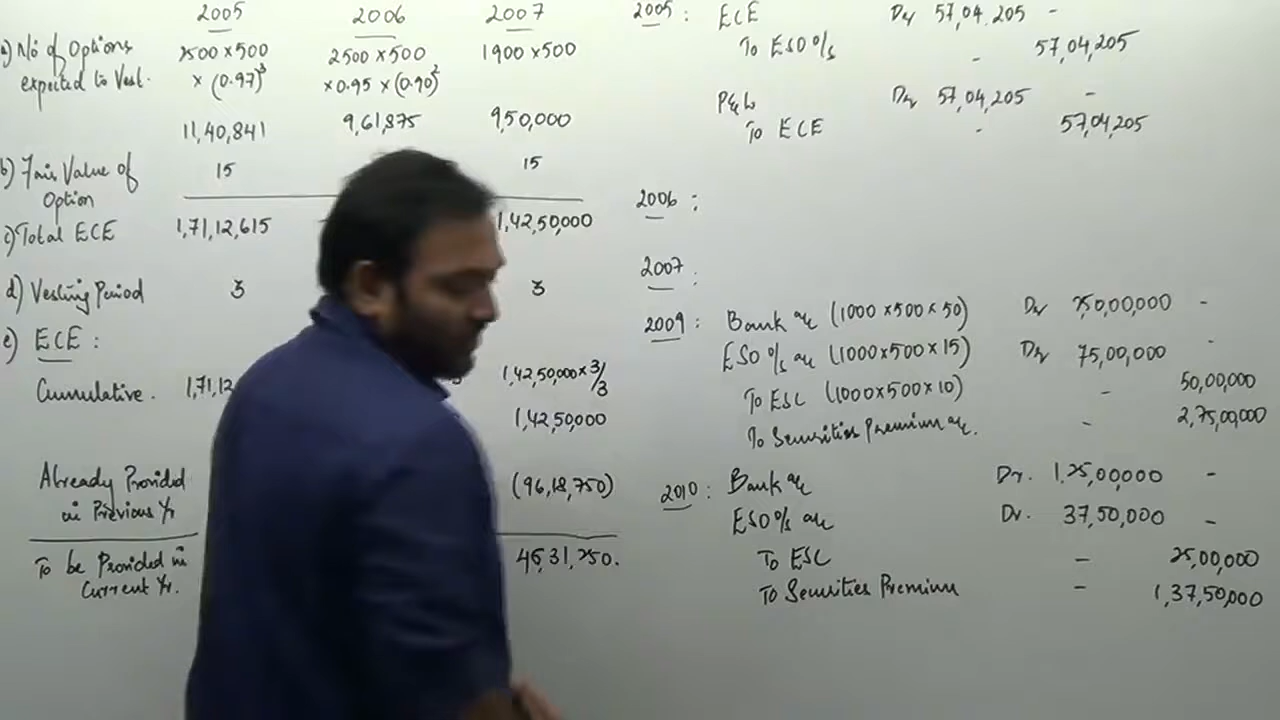 2005 2006 2007
a) No of Options 2500 x 500 2500 x 500 1900 x 500
expected to Vest. x (0.97)³ x 0.95 x (0.90)²
11,40,841 9,61,875 9,50,000
b) Fair Value of 15 15
Option
c) Total ECE 1,71,12,615 1,42,50,000
d) Vesting Period 3 3
e) ECE :
Cumulative. 1,71,12 1,42,50,000 x 3/3
1,42,50,000
Already Provided (96,18,750)
in Previous Yr
To be Provided in 46,31,250.
Current Yr.
2005 : ECE Dr 57,04,205 -
To ESO o/s - 57,04,205
P&L Dr 57,04,205 -
To ECE - 57,04,205
2006 :
2007 :
2009 : Bank a/c (1000 x 500 x 50) Dr 2,50,00,000 -
ESO o/s a/c (1000 x 500 x 15) Dr 75,00,000 -
To ESC (1000 x 500 x 10) - 50,00,000
To Securities Premium a/c. - 2,75,00,000
2010 : Bank a/c Dr. 1,25,00,000 -
ESO o/s a/c Dr. 37,50,000 -
To ESC - 25,00,000
To Securities Premium - 1,37,50,000